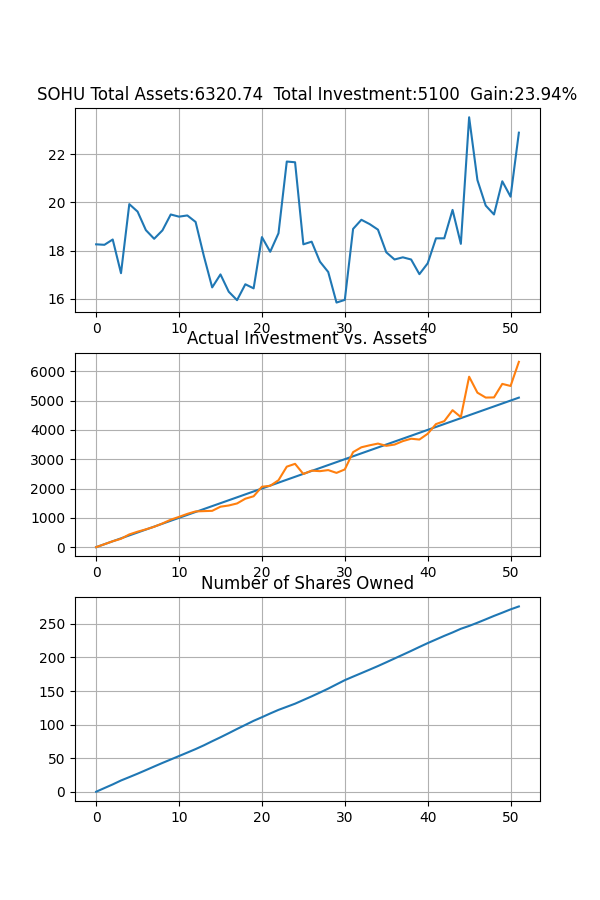 SOHU Total Assets:6320.74  Total Investment:5100  Gain:23.94%
22
20
18
16
0 10 20 30 40 50
Actual Investment vs. Assets
6000
5000
4000
3000
2000
1000
0
0 10 20 30 40 50
Number of Shares Owned
250
200
150
100
50
0
0 10 20 30 40 50